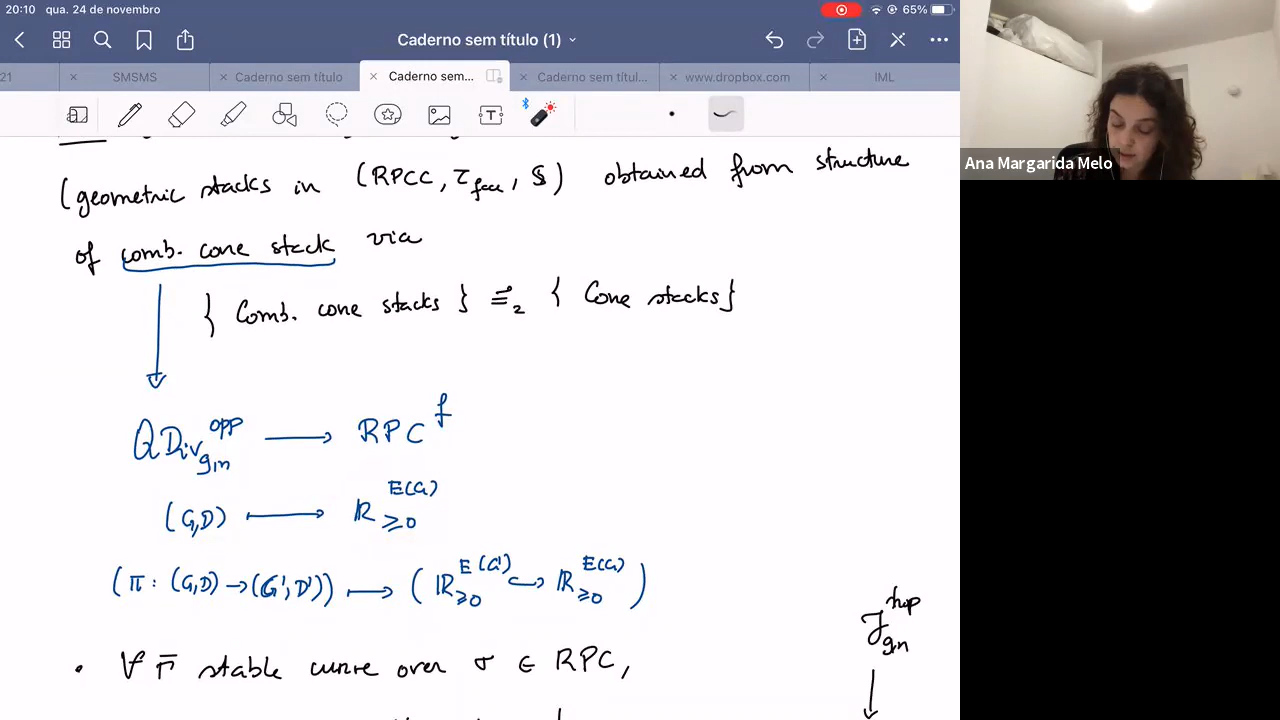 20:10 qua. 24 de novembro
65%
Caderno sem título (1)
21
SMSMS
Caderno sem título
Caderno sem...
Caderno sem títul...
www.dropbox.com
IML
Ana Margarida Melo
(geometric stacks in (RPCC, τ_face, 𝕊) obtained from structure
of comb. cone stack via
{ Comb. cone stacks } ≅₂ { Cone stacks }
QDiv_{g,n}^{opp} ⟶ RPC^f
(G,D) ⟼ ℝ_{≥0}^{E(G)}
(π : (G,D) → (G',D')) ⟼ (ℝ_{≥0}^{E(G')} ↪ ℝ_{≥0}^{E(G)})
• ∀ Γ̄ stable curve over σ ∈ RPC,
J_{g,n}^{trop}